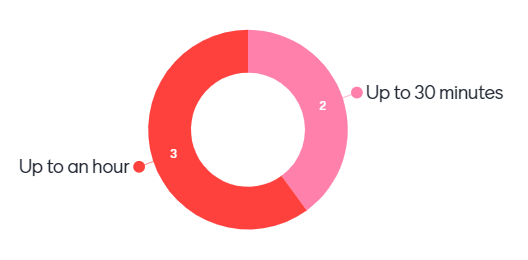 Up to 30 minutes
2
3
Up to an hour